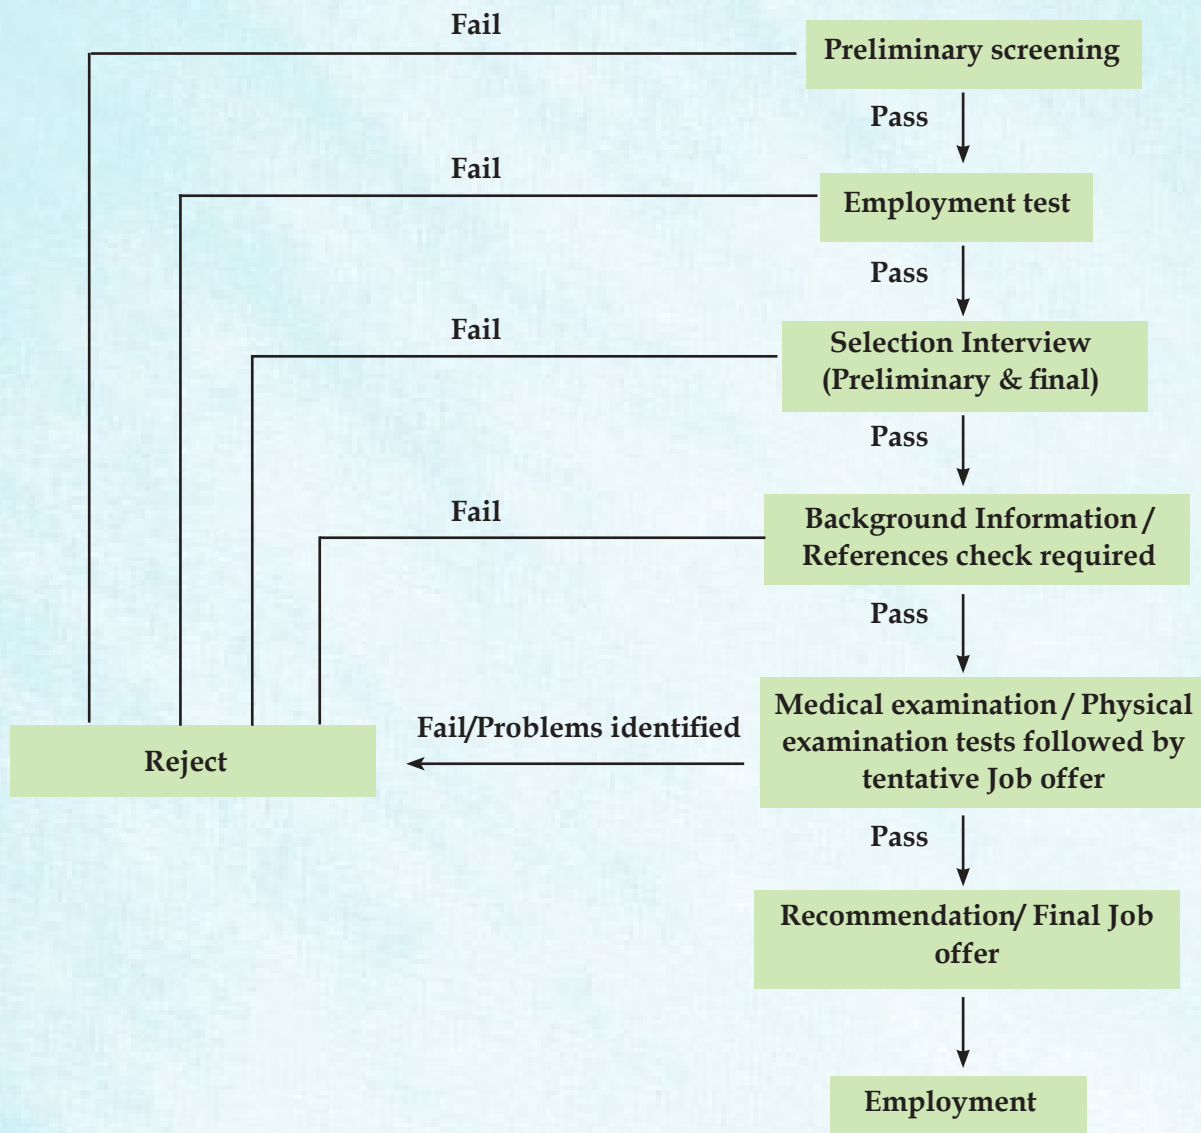 Fail
Preliminary screening
Pass
Fail
Employment test
Pass
Fail
Selection Interview
(Preliminary & final)
Pass
Fail
Background Information /
References check required
Pass
Medical examination / Physical
examination tests followed by
tentative Job offer
Fail/Problems identified
Reject
Pass
Recommendation/ Final Job
offer
Employment